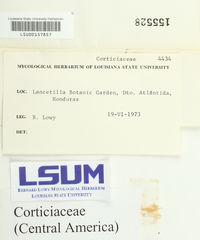 Louisiana State University Herbarium
LSU00157857
155528
Corticiaceae
4434
MYCOLOGICAL HERBARIUM OF LOUISIANA STATE UNIVERSITY
LOC. Lancetilla Botanic Garden, Dto. Atlántida,
Honduras
LEG. B. Lowy 19-VI-1973
DET.
LSUM
BERNARD LOWY MYCOLOGICAL HERBARIUM
LOUISIANA STATE UNIVERSITY
Corticiaceae
(Central America)